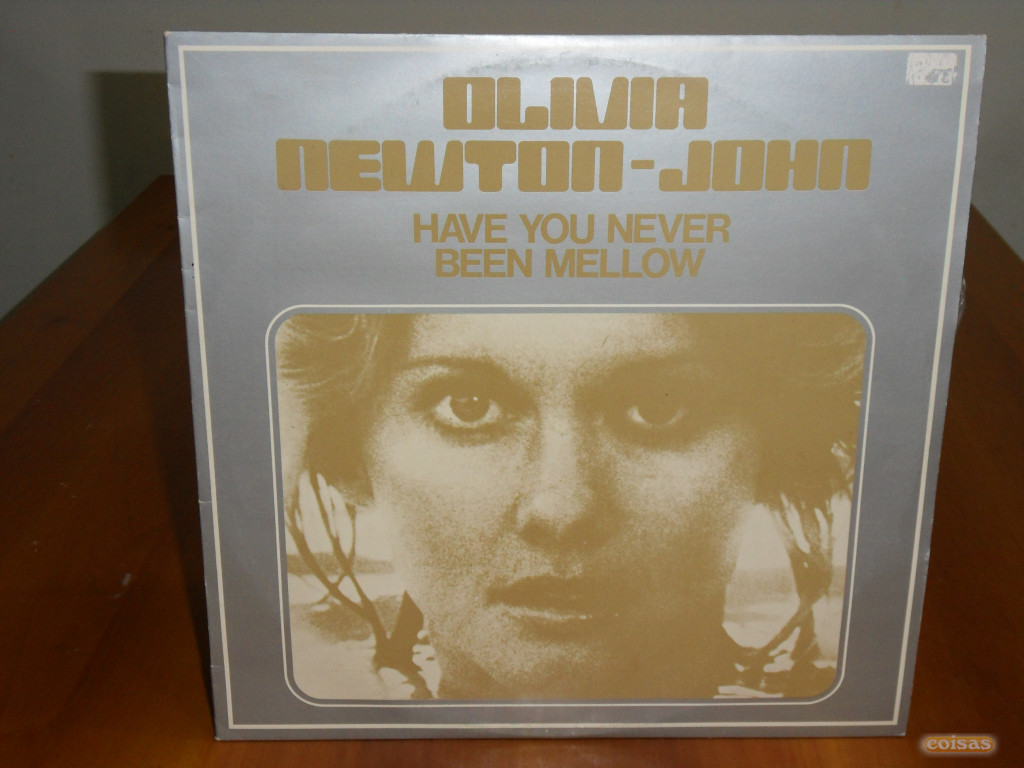 OLIVIA
NEWTON-JOHN
HAVE YOU NEVER
BEEN MELLOW
coisas